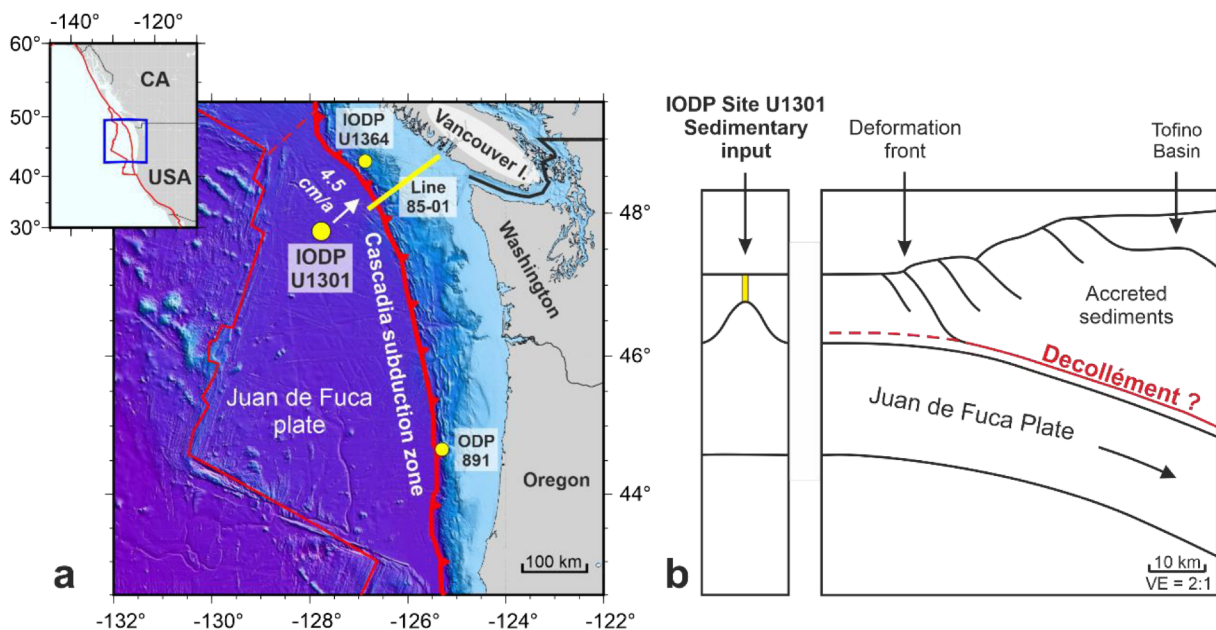 -140° -120°
60°
50°
40°
30°
CA
USA
IODP
U1364
Vancouver I.
4.5
cm/a
Line
85-01
IODP
U1301
Cascadia subduction zone
Washington
Juan de Fuca
plate
ODP
891
Oregon
100 km
48°
46°
44°
-132° -130° -128° -126° -124° -122°
a
IODP Site U1301
Sedimentary
input
Deformation
front
Tofino
Basin
Accreted
sediments
Decollément ?
Juan de Fuca Plate
10 km
VE = 2:1
b